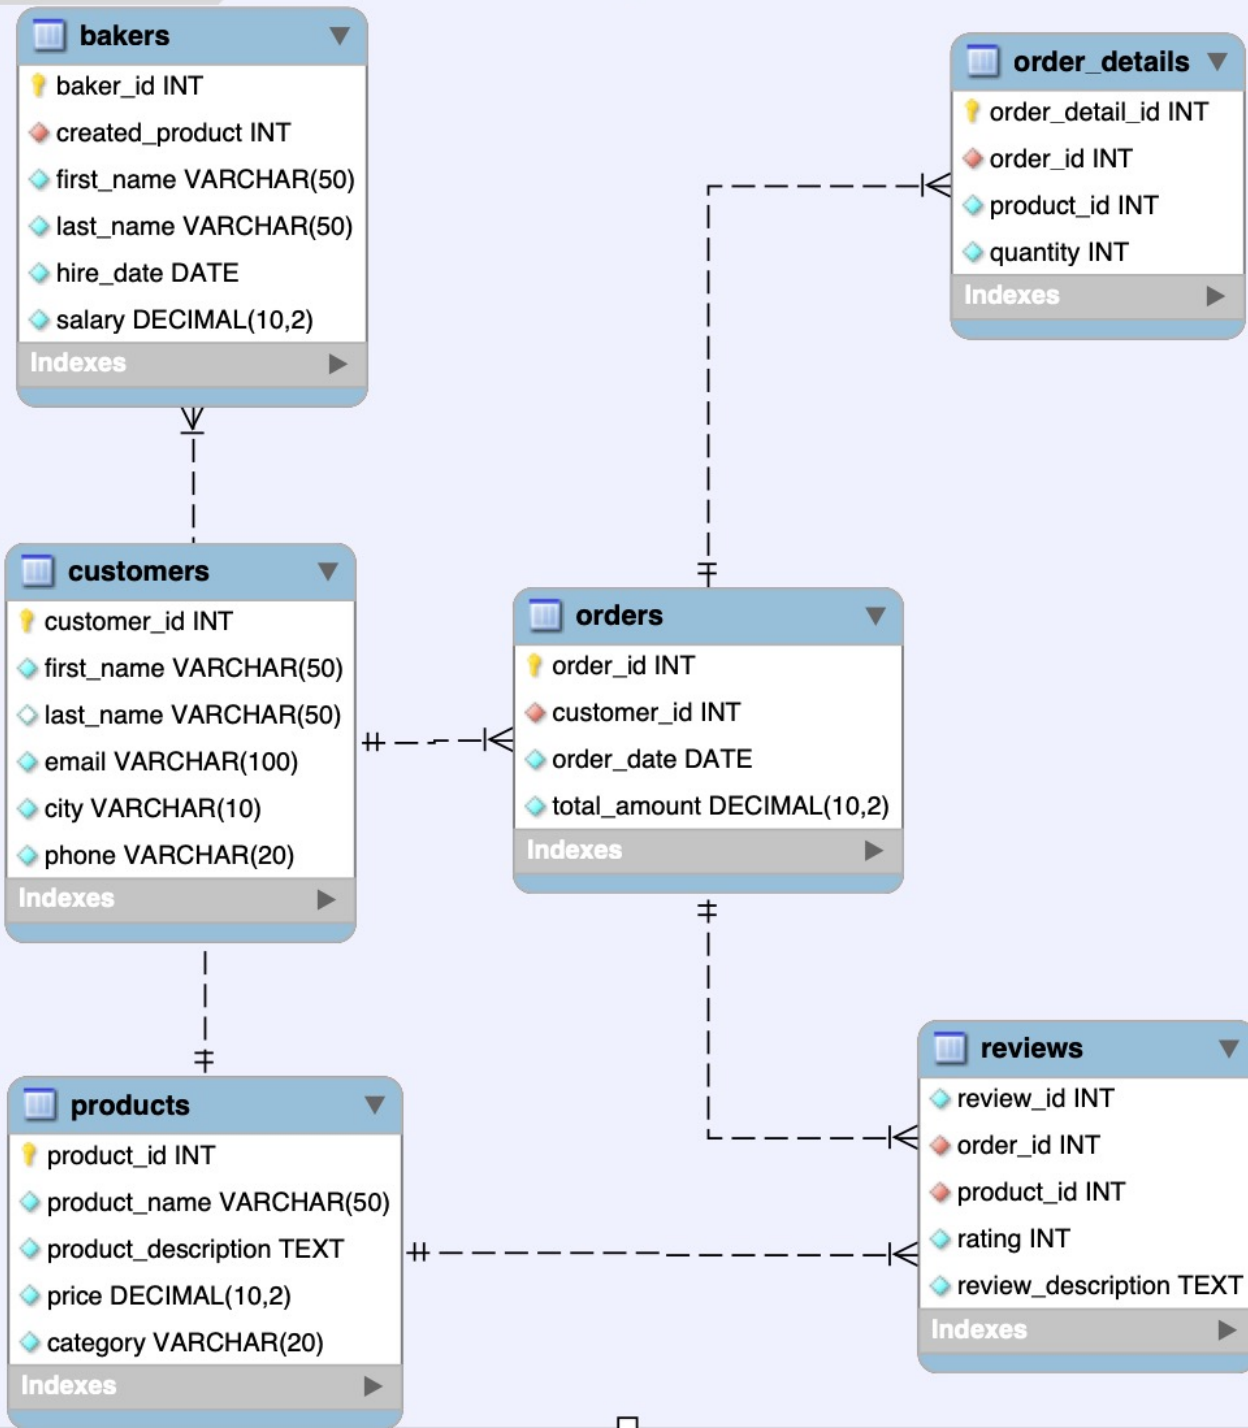 bakers
baker_id INT
created_product INT
first_name VARCHAR(50)
last_name VARCHAR(50)
hire_date DATE
salary DECIMAL(10,2)
Indexes
order_details
order_detail_id INT
order_id INT
product_id INT
quantity INT
Indexes
customers
customer_id INT
first_name VARCHAR(50)
last_name VARCHAR(50)
email VARCHAR(100)
city VARCHAR(10)
phone VARCHAR(20)
Indexes
orders
order_id INT
customer_id INT
order_date DATE
total_amount DECIMAL(10,2)
Indexes
products
product_id INT
product_name VARCHAR(50)
product_description TEXT
price DECIMAL(10,2)
category VARCHAR(20)
Indexes
reviews
review_id INT
order_id INT
product_id INT
rating INT
review_description TEXT
Indexes